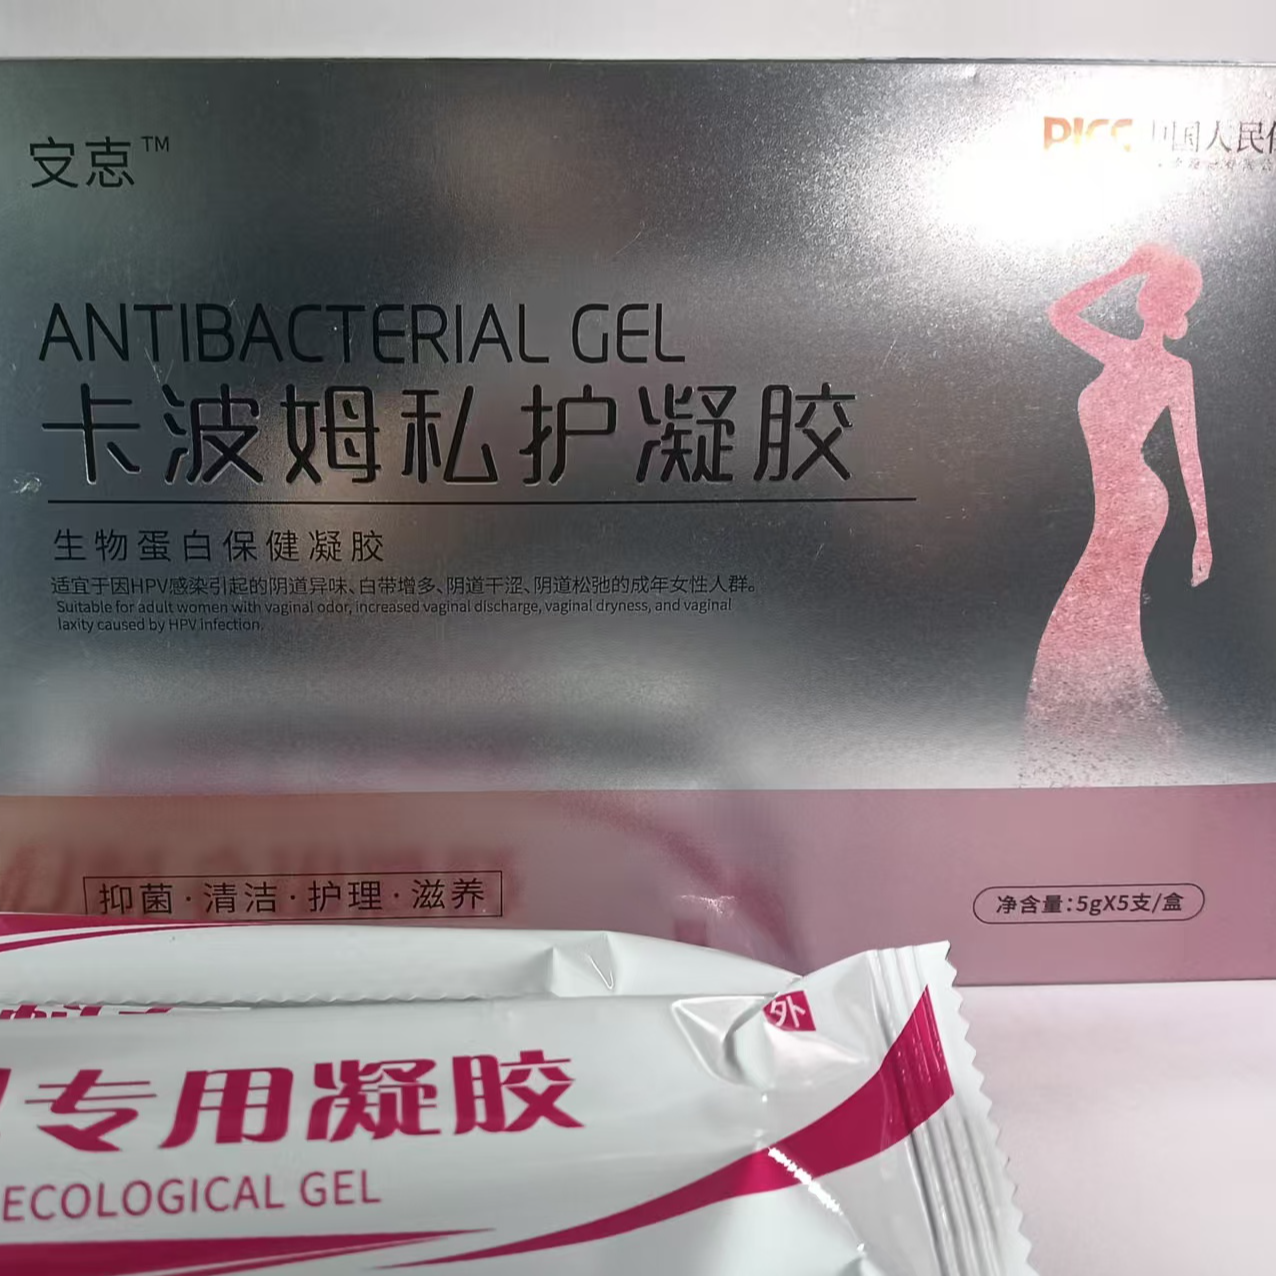 安恴™
PICC 中国人民保
ANTIBACTERIAL GEL
卡波姆私护凝胶
生物蛋白保健凝胶
适宜于因HPV感染引起的阴道异味、白带增多、阴道干涩、阴道松弛的成年女性人群。
Suitable for adult women with vaginal odor, increased vaginal discharge, vaginal dryness, and vaginal
laxity caused by HPV infection.
抑菌·清洁·护理·滋养
净含量:5gX5支/盒
外
专用凝胶
ECOLOGICAL GEL